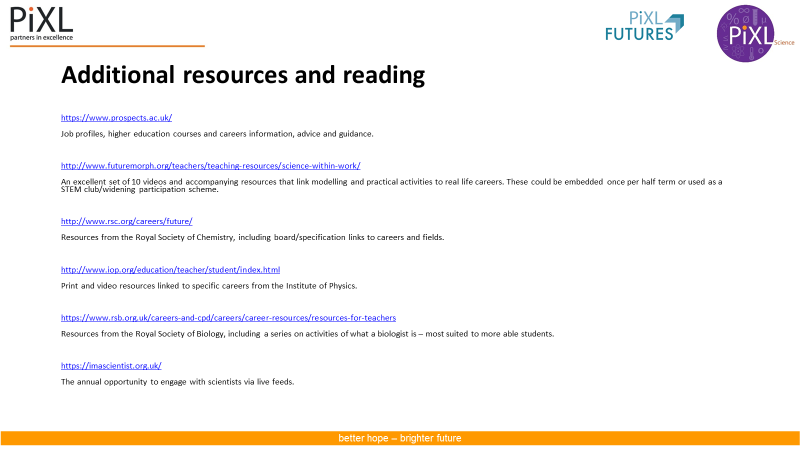 PiXL
partners in excellence
PiXL
FUTURES
PiXL
Science
Additional resources and reading
https://www.prospects.ac.uk/
Job profiles, higher education courses and careers information, advice and guidance.
http://www.futuremorph.org/teachers/teaching-resources/science-within-work/
An excellent set of 10 videos and accompanying resources that link modelling and practical activities to real life careers. These could be embedded once per half term or used as a
STEM club/widening participation scheme.
http://www.rsc.org/careers/future/
Resources from the Royal Society of Chemistry, including board/specification links to careers and fields.
http://www.iop.org/education/teacher/student/index.html
Print and video resources linked to specific careers from the Institute of Physics.
https://www.rsb.org.uk/careers-and-cpd/careers/career-resources/resources-for-teachers
Resources from the Royal Society of Biology, including a series on activities of what a biologist is – most suited to more able students.
https://imascientist.org.uk/
The annual opportunity to engage with scientists via live feeds.
better hope – brighter future